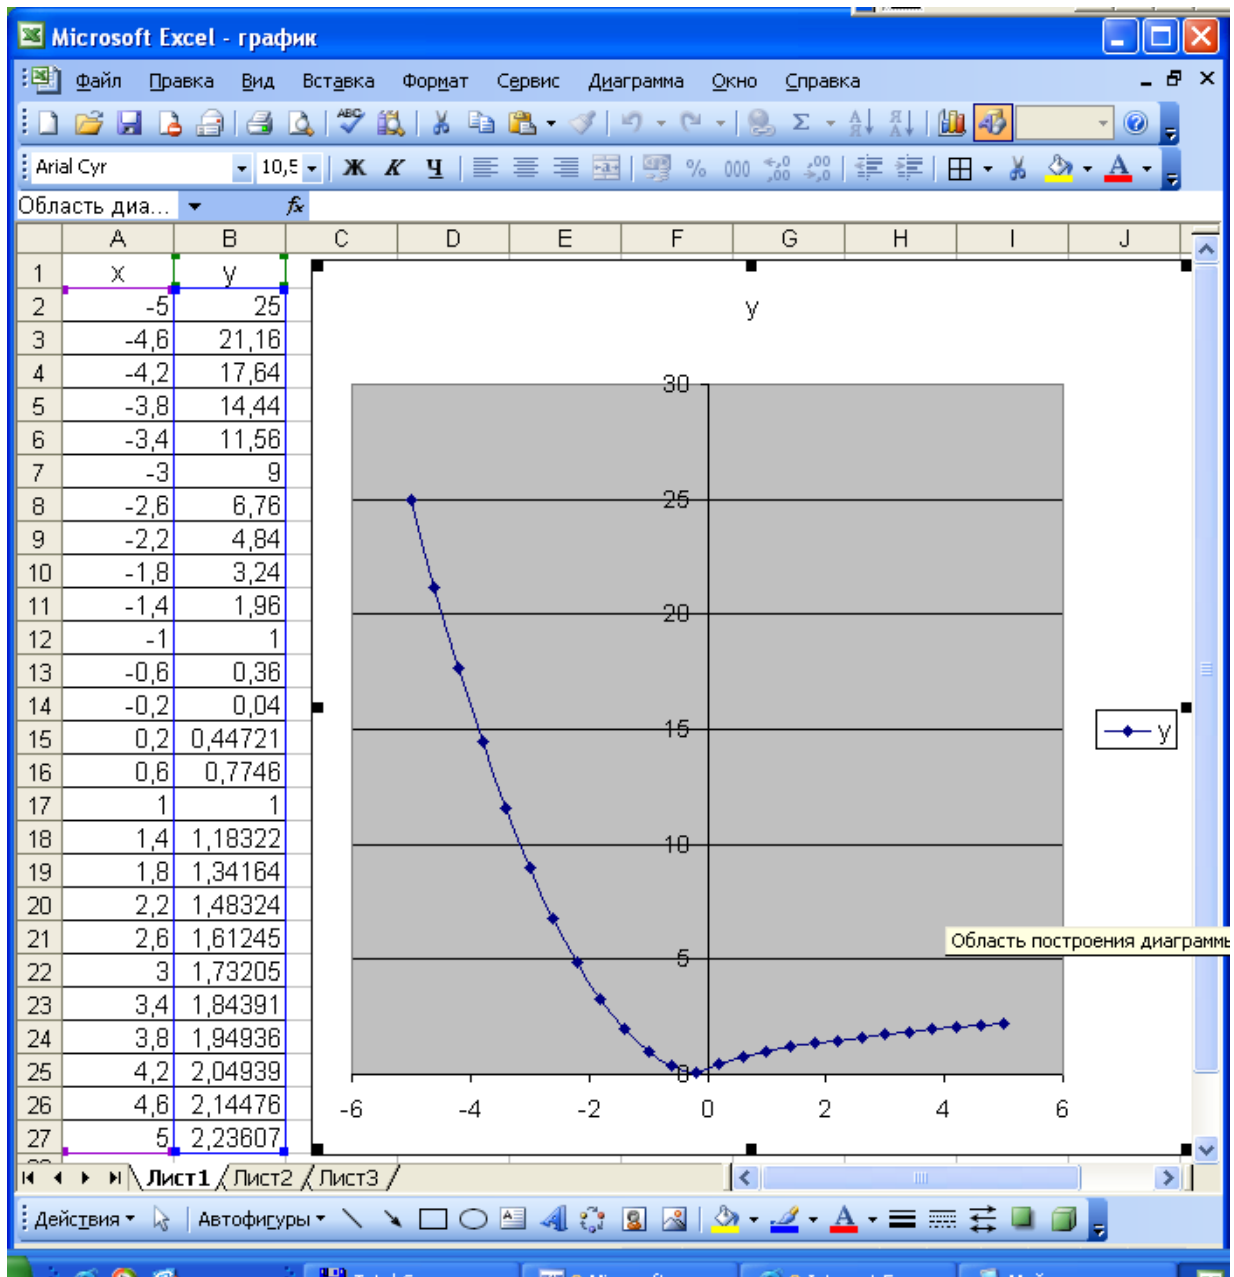 Microsoft Excel - график
Файл Правка Вид Вставка Формат Сервис Диаграмма Окно Справка
Arial Cyr 10,5 Ж К Ч % 000
Область диа... fx
A B C D E F G H I J
1 x y
2 -5 25
3 -4,6 21,16
4 -4,2 17,64
5 -3,8 14,44
6 -3,4 11,56
7 -3 9
8 -2,6 6,76
9 -2,2 4,84
10 -1,8 3,24
11 -1,4 1,96
12 -1 1
13 -0,6 0,36
14 -0,2 0,04
15 0,2 0,44721
16 0,6 0,7746
17 1 1
18 1,4 1,18322
19 1,8 1,34164
20 2,2 1,48324
21 2,6 1,61245
22 3 1,73205
23 3,4 1,84391
24 3,8 1,94936
25 4,2 2,04939
26 4,6 2,14476
27 5 2,23607
y
30
25
20
15
10
5
0
-6 -4 -2 0 2 4 6
y
Область построения диаграммы
Лист1 Лист2 Лист3
Действия Автофигуры